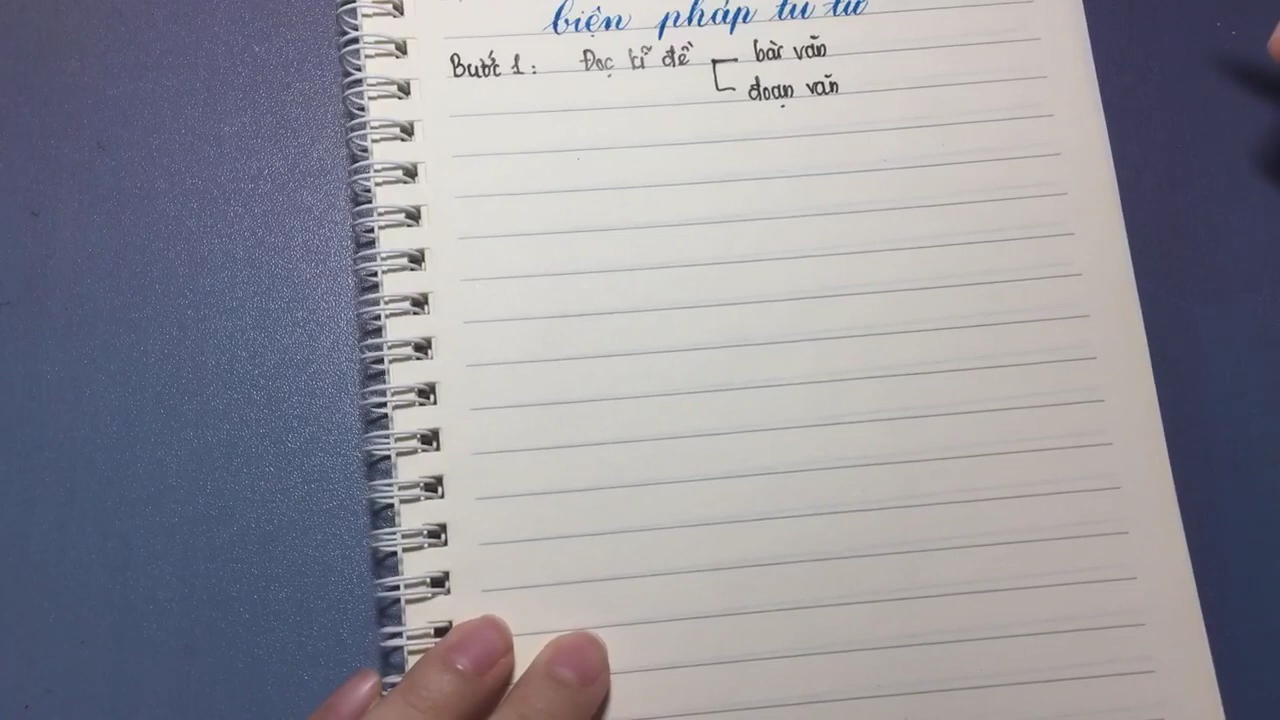 biện pháp tu từ
Bước 1: Đọc kĩ đề
bài văn
đoạn văn